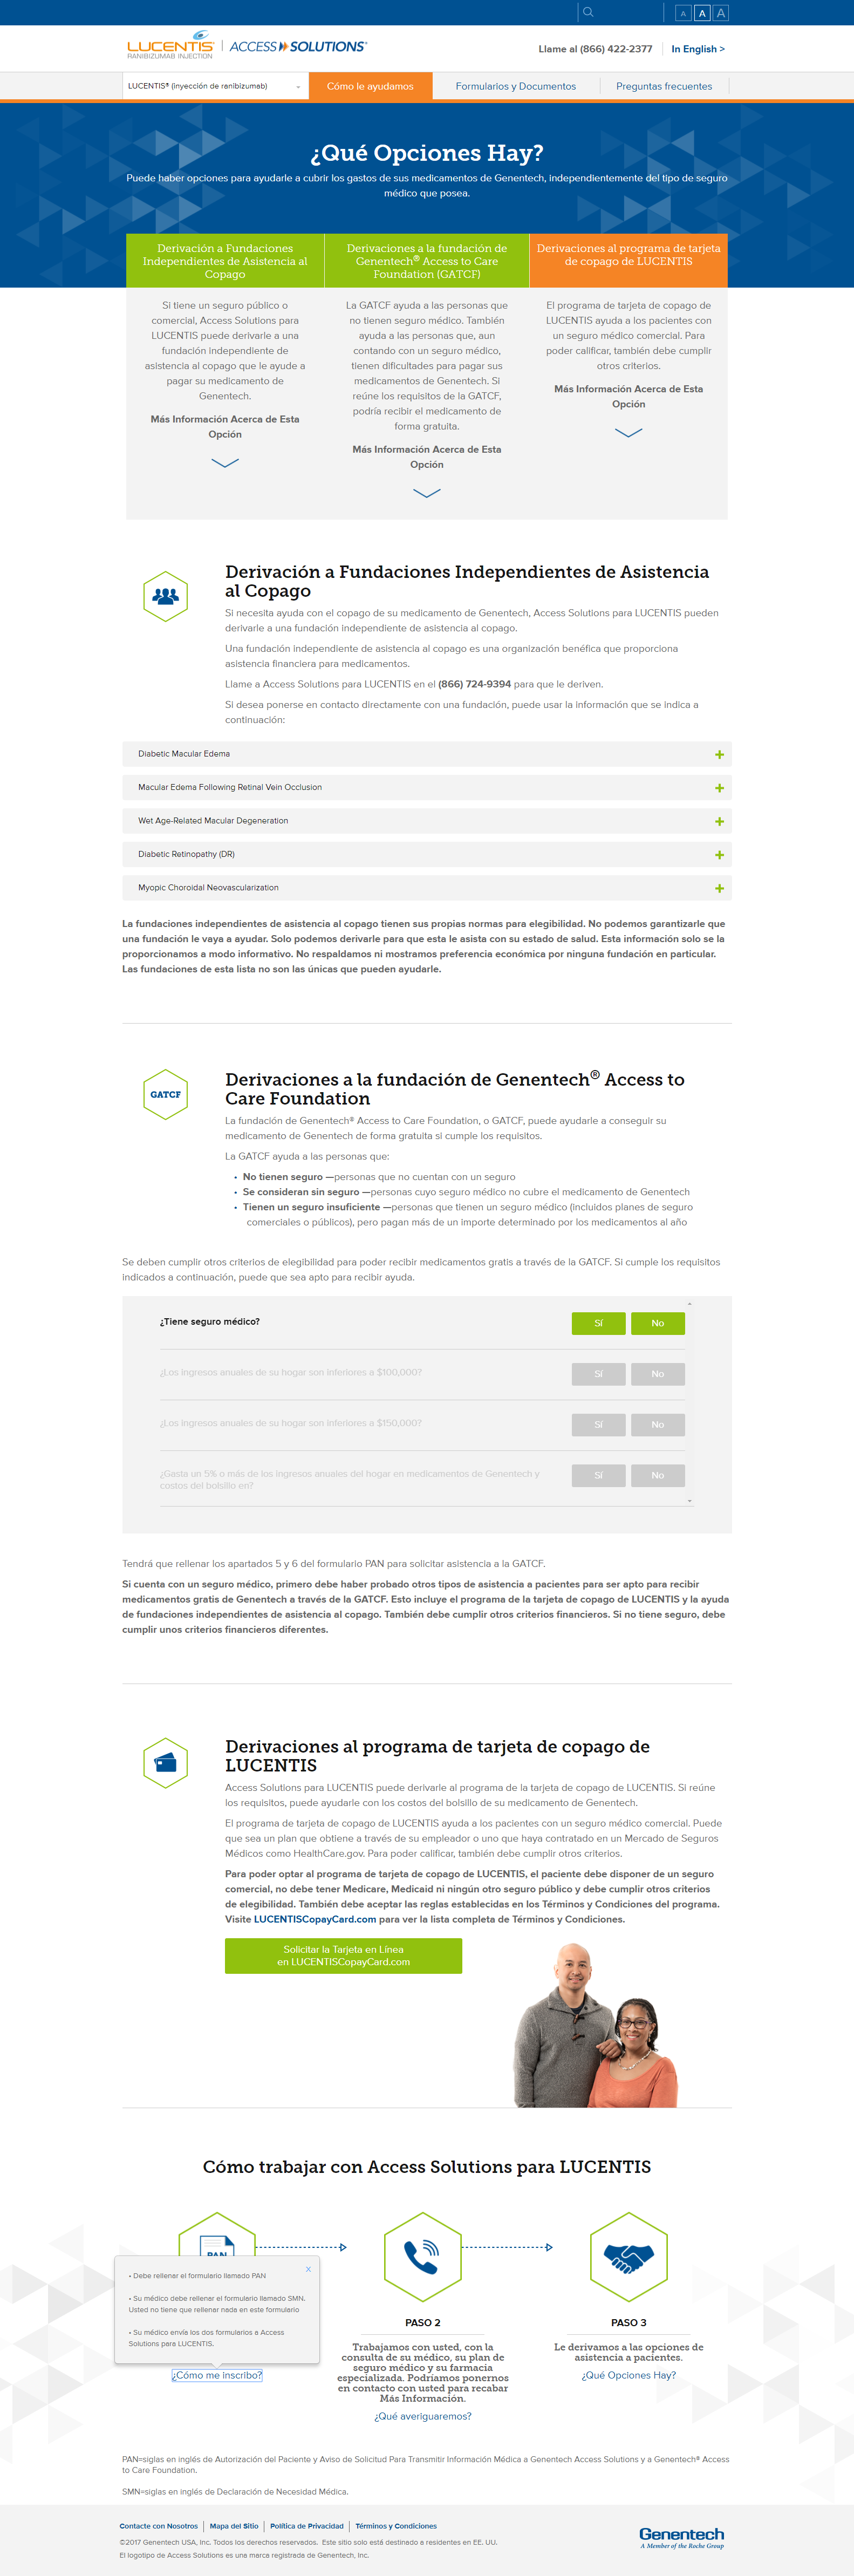 A A A
LUCENTIS
RANIBIZUMAB INJECTION
ACCESS SOLUTIONS®
Llame al (866) 422-2377
In English >
LUCENTIS® (inyección de ranibizumab)
Cómo le ayudamos
Formularios y Documentos
Preguntas frecuentes
¿Qué Opciones Hay?
Puede haber opciones para ayudarle a cubrir los gastos de sus medicamentos de Genentech, independientemente del tipo de seguro
médico que posea.
Derivación a Fundaciones
Independientes de Asistencia al
Copago
Si tiene un seguro público o
comercial, Access Solutions para
LUCENTIS puede derivarle a una
fundación independiente de
asistencia al copago que le ayude a
pagar su medicamento de
Genentech.
Más Información Acerca de Esta
Opción
Derivaciones a la fundación de
Genentech® Access to Care
Foundation (GATCF)
La GATCF ayuda a las personas que
no tienen seguro médico. También
ayuda a las personas que, aun
contando con un seguro médico,
tienen dificultades para pagar sus
medicamentos de Genentech. Si
reúne los requisitos de la GATCF,
podría recibir el medicamento de
forma gratuita.
Más Información Acerca de Esta
Opción
Derivaciones al programa de tarjeta
de copago de LUCENTIS
El programa de tarjeta de copago de
LUCENTIS ayuda a los pacientes con
un seguro médico comercial. Para
poder calificar, también debe cumplir
otros criterios.
Más Información Acerca de Esta
Opción
Derivación a Fundaciones Independientes de Asistencia
al Copago
Si necesita ayuda con el copago de su medicamento de Genentech, Access Solutions para LUCENTIS pueden
derivarle a una fundación independiente de asistencia al copago.
Una fundación independiente de asistencia al copago es una organización benéfica que proporciona
asistencia financiera para medicamentos.
Llame a Access Solutions para LUCENTIS en el (866) 724-9394 para que le deriven.
Si desea ponerse en contacto directamente con una fundación, puede usar la información que se indica a
continuación:
Diabetic Macular Edema
Macular Edema Following Retinal Vein Occlusion
Wet Age-Related Macular Degeneration
Diabetic Retinopathy (DR)
Myopic Choroidal Neovascularization
La fundaciones independientes de asistencia al copago tienen sus propias normas para elegibilidad. No podemos garantizarle que
una fundación le vaya a ayudar. Solo podemos derivarle para que esta le asista con su estado de salud. Esta información solo se la
proporcionamos a modo informativo. No respaldamos ni mostramos preferencia económica por ninguna fundación en particular.
Las fundaciones de esta lista no son las únicas que pueden ayudarle.
GATCF
Derivaciones a la fundación de Genentech® Access to
Care Foundation
La fundación de Genentech® Access to Care Foundation, o GATCF, puede ayudarle a conseguir su
medicamento de Genentech de forma gratuita si cumple los requisitos.
La GATCF ayuda a las personas que:
• No tienen seguro —personas que no cuentan con un seguro
• Se consideran sin seguro —personas cuyo seguro médico no cubre el medicamento de Genentech
• Tienen un seguro insuficiente —personas que tienen un seguro médico (incluidos planes de seguro
comerciales o públicos), pero pagan más de un importe determinado por los medicamentos al año
Se deben cumplir otros criterios de elegibilidad para poder recibir medicamentos gratis a través de la GATCF. Si cumple los requisitos
indicados a continuación, puede que sea apto para recibir ayuda.
¿Tiene seguro médico? Sí No
¿Los ingresos anuales de su hogar son inferiores a $100,000? Sí No
¿Los ingresos anuales de su hogar son inferiores a $150,000? Sí No
¿Gasta un 5% o más de los ingresos anuales del hogar en medicamentos de Genentech y Sí No
costos del bolsillo en?
Tendrá que rellenar los apartados 5 y 6 del formulario PAN para solicitar asistencia a la GATCF.
Si cuenta con un seguro médico, primero debe haber probado otros tipos de asistencia a pacientes para ser apto para recibir
medicamentos gratis de Genentech a través de la GATCF. Esto incluye el programa de la tarjeta de copago de LUCENTIS y la ayuda
de fundaciones independientes de asistencia al copago. También debe cumplir otros criterios financieros. Si no tiene seguro, debe
cumplir unos criterios financieros diferentes.
Derivaciones al programa de tarjeta de copago de
LUCENTIS
Access Solutions para LUCENTIS puede derivarle al programa de la tarjeta de copago de LUCENTIS. Si reúne
los requisitos, puede ayudarle con los costos del bolsillo de su medicamento de Genentech.
El programa de tarjeta de copago de LUCENTIS ayuda a los pacientes con un seguro médico comercial. Puede
que sea un plan que obtiene a través de su empleador o uno que haya contratado en un Mercado de Seguros
Médicos como HealthCare.gov. Para poder calificar, también debe cumplir otros criterios.
Para poder optar al programa de tarjeta de copago de LUCENTIS, el paciente debe disponer de un seguro
comercial, no debe tener Medicare, Medicaid ni ningún otro seguro público y debe cumplir otros criterios
de elegibilidad. También debe aceptar las reglas establecidas en los Términos y Condiciones del programa.
Visite LUCENTISCopayCard.com para ver la lista completa de Términos y Condiciones.
Solicitar la Tarjeta en Línea
en LUCENTISCopayCard.com
Cómo trabajar con Access Solutions para LUCENTIS
PAN
X
• Debe rellenar el formulario llamado PAN
• Su médico debe rellenar el formulario llamado SMN.
Usted no tiene que rellenar nada en este formulario
• Su médico envía los dos formularios a Access
Solutions para LUCENTIS.
¿Cómo me inscribo?
PASO 2
Trabajamos con usted, con la
consulta de su médico, su plan de
seguro médico y su farmacia
especializada. Podríamos ponernos
en contacto con usted para recabar
Más Información.
¿Qué averiguaremos?
PASO 3
Le derivamos a las opciones de
asistencia a pacientes.
¿Qué Opciones Hay?
PAN=siglas en inglés de Autorización del Paciente y Aviso de Solicitud Para Transmitir Información Médica a Genentech Access Solutions y a Genentech® Access
to Care Foundation.
SMN=siglas en inglés de Declaración de Necesidad Médica.
Contacte con Nosotros | Mapa del Sitio | Política de Privacidad | Términos y Condiciones
©2017 Genentech USA, Inc. Todos los derechos reservados. Este sitio solo está destinado a residentes en EE. UU.
El logotipo de Access Solutions es una marca registrada de Genentech, Inc.
Genentech
A Member of the Roche Group